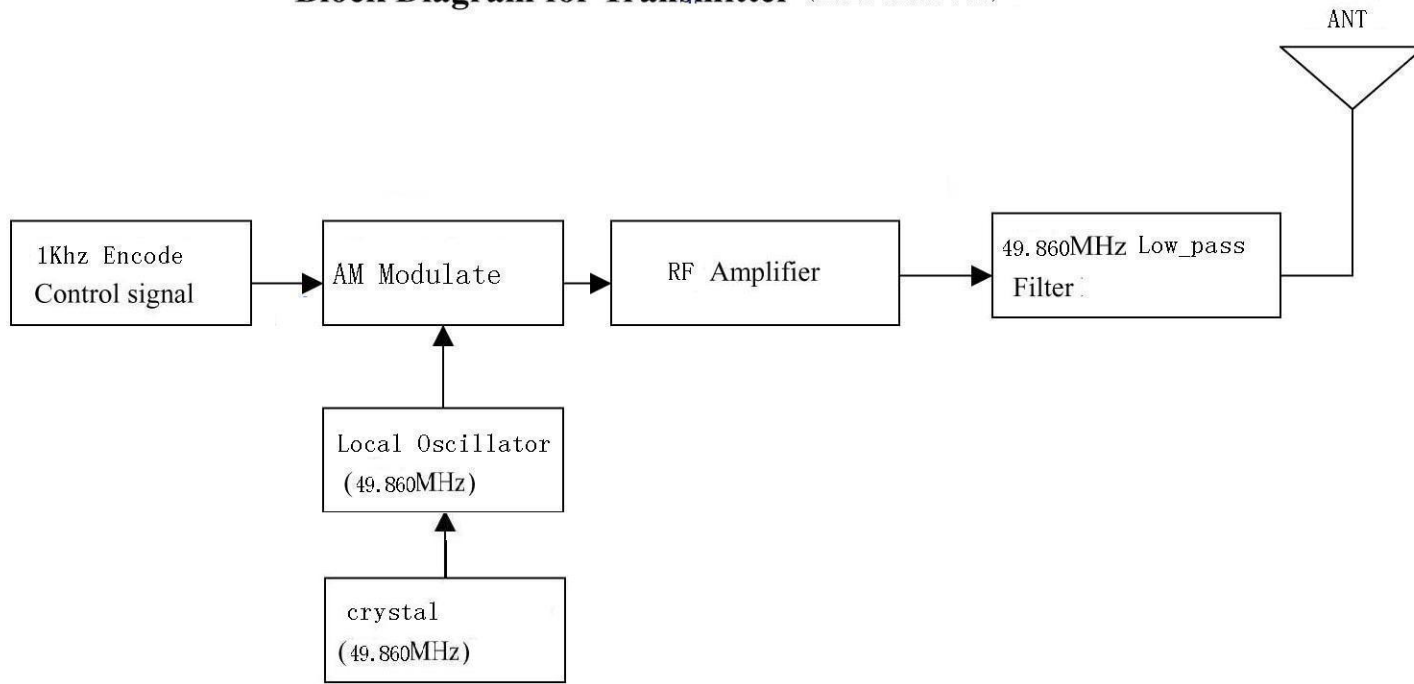 Block Diagram for Transmitter
ANT
1Khz Encode
Control signal
AM Modulate
RF Amplifier
49.860MHz Low_pass
Filter
Local Oscillator
(49.860MHz)
crystal
(49.860MHz)